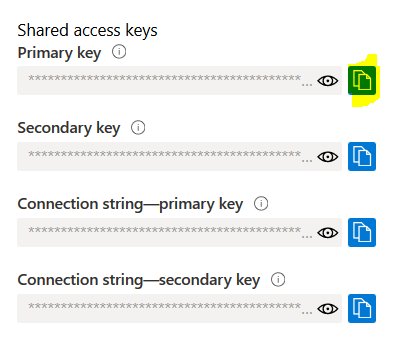 Shared access keys
Primary key
******************************************...
Secondary key
******************************************...
Connection string—primary key
******************************************...
Connection string—secondary key
******************************************...